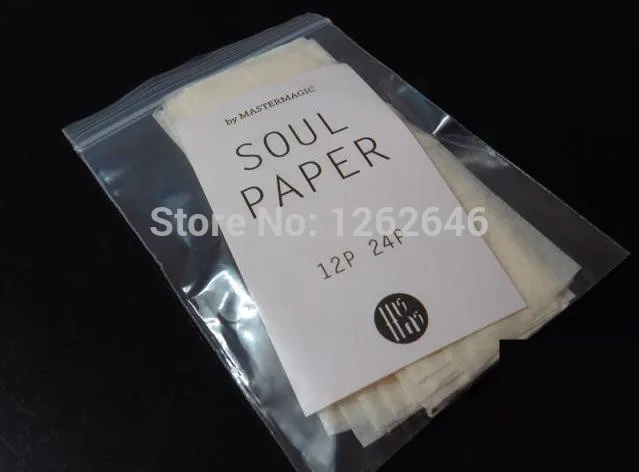 by MASTERMAGIC
SOUL
PAPER
Store No: 1262646
12P 24P